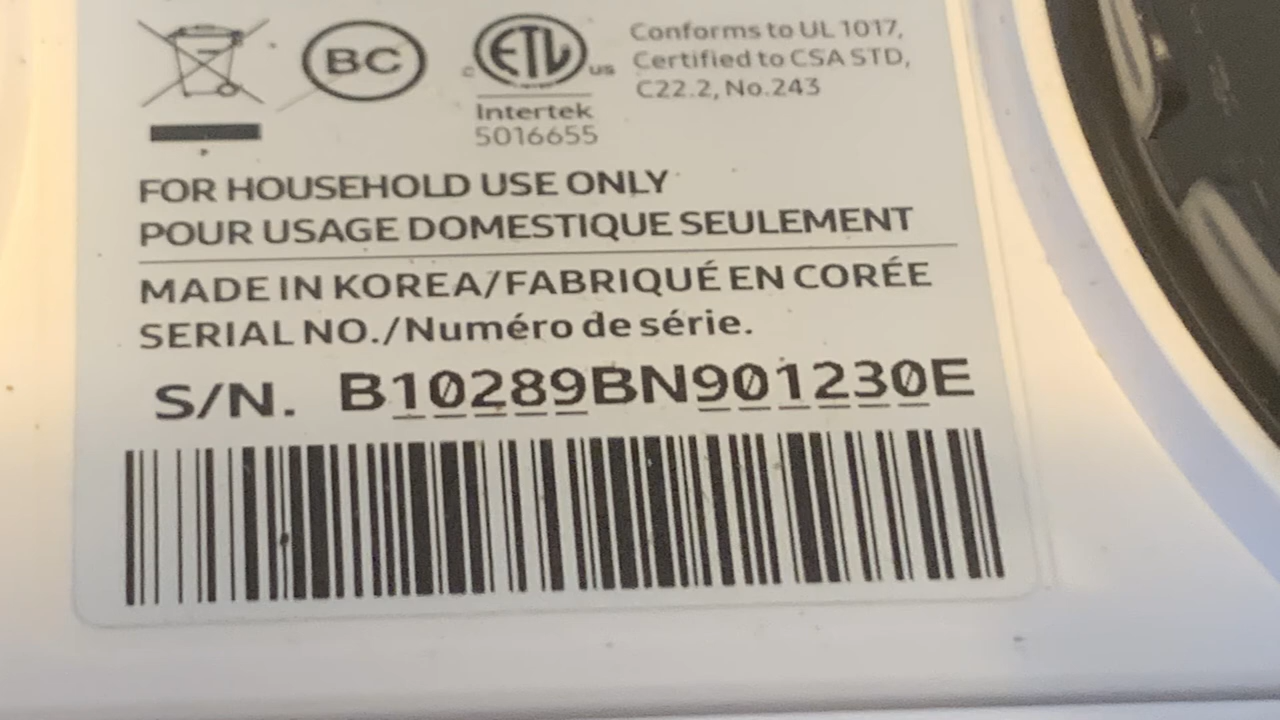 BC
ETL
C US
Intertek
5016655
Conforms to UL 1017,
Certified to CSA STD,
C22.2, No.243
FOR HOUSEHOLD USE ONLY
POUR USAGE DOMESTIQUE SEULEMENT
MADE IN KOREA/FABRIQUÉ EN CORÉE
SERIAL NO./Numéro de série.
S/N. B10289BN901230E